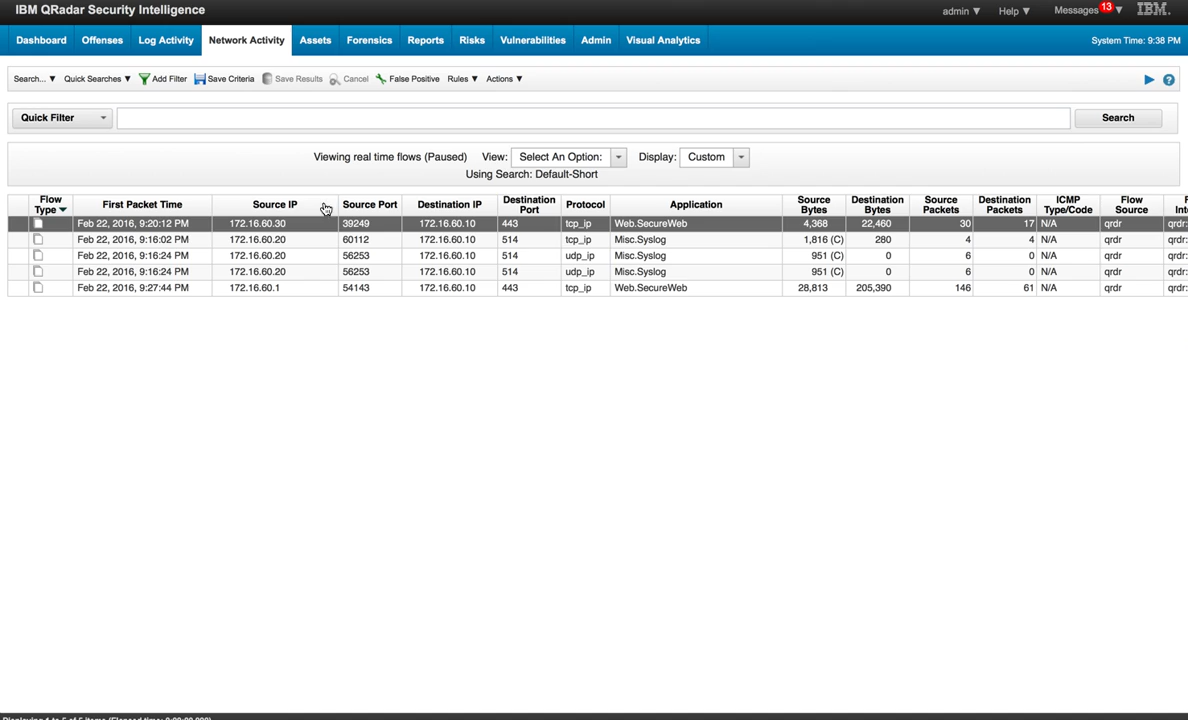 IBM QRadar Security Intelligence
admin ▼ Help ▼ Messages 13 ▼ IBM.
Dashboard Offenses Log Activity Network Activity Assets Forensics Reports Risks Vulnerabilities Admin Visual Analytics System Time: 9:38 PM
Search... ▼ Quick Searches ▼ Add Filter Save Criteria Save Results Cancel False Positive Rules ▼ Actions ▼
Quick Filter Search
Viewing real time flows (Paused) View: Select An Option: Display: Custom
Using Search: Default-Short
Flow Type First Packet Time Source IP Source Port Destination IP Destination Port Protocol Application Source Bytes Destination Bytes Source Packets Destination Packets ICMP Type/Code Flow Source
Feb 22, 2016, 9:20:12 PM 172.16.60.30 39249 172.16.60.10 443 tcp_ip Web.SecureWeb 4,368 22,460 30 17 N/A qrdr qrdr:
Feb 22, 2016, 9:16:02 PM 172.16.60.20 60112 172.16.60.10 514 tcp_ip Misc.Syslog 1,816 (C) 280 4 4 N/A qrdr qrdr:
Feb 22, 2016, 9:16:24 PM 172.16.60.20 56253 172.16.60.10 514 udp_ip Misc.Syslog 951 (C) 0 6 0 N/A qrdr qrdr:
Feb 22, 2016, 9:16:24 PM 172.16.60.20 56253 172.16.60.10 514 udp_ip Misc.Syslog 951 (C) 0 6 0 N/A qrdr qrdr:
Feb 22, 2016, 9:27:44 PM 172.16.60.1 54143 172.16.60.10 443 tcp_ip Web.SecureWeb 28,813 205,390 146 61 N/A qrdr qrdr: